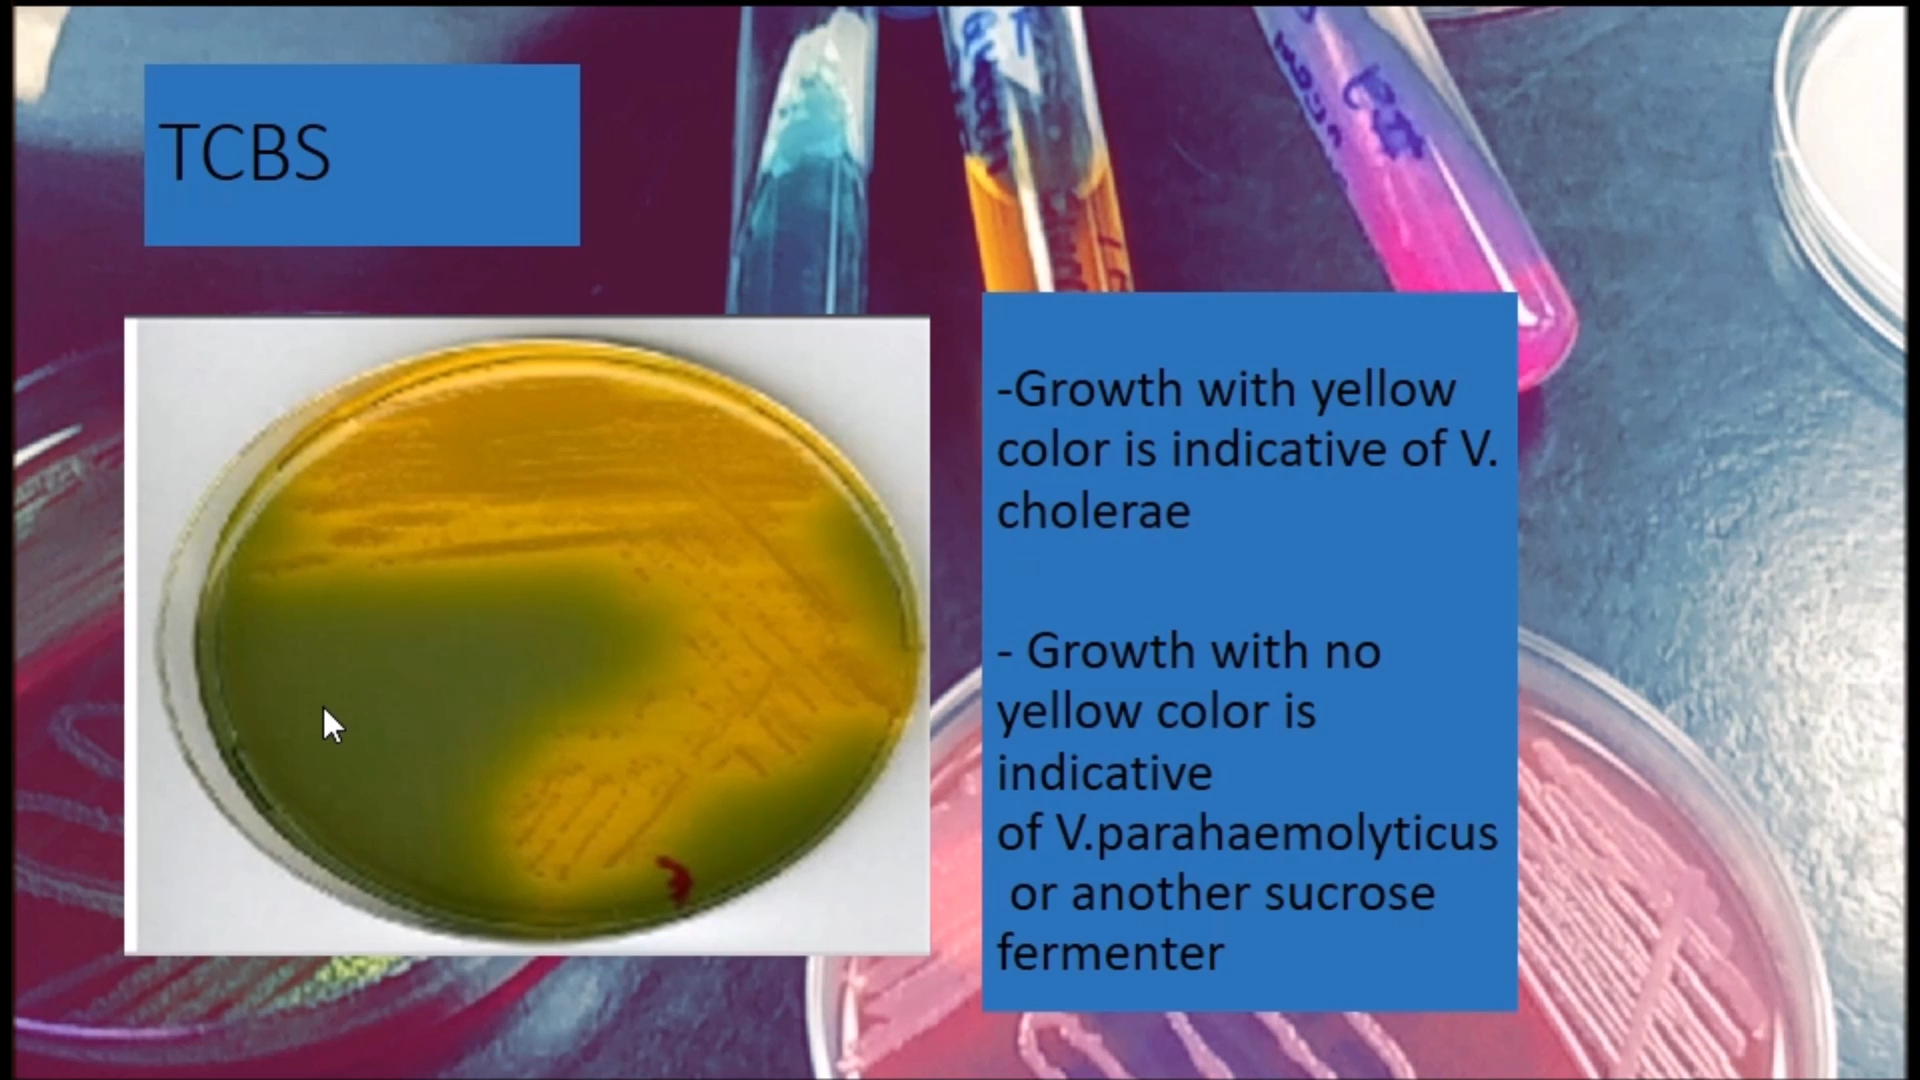 TCBS
-Growth with yellow
color is indicative of V.
cholerae
- Growth with no
yellow color is
indicative
of V.parahaemolyticus
or another sucrose
fermenter